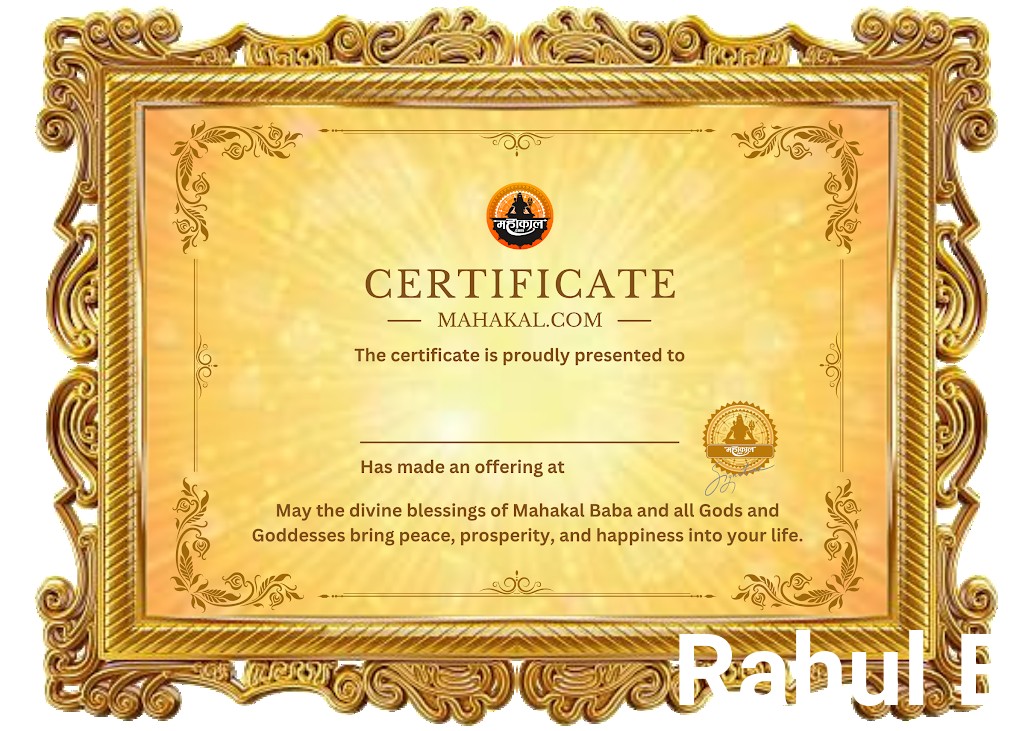 महाकाल
CERTIFICATE
MAHAKAL.COM
The certificate is proudly presented to
महाकाल
Has made an offering at
May the divine blessings of Mahakal Baba and all Gods and
Goddesses bring peace, prosperity, and happiness into your life.
Rahul